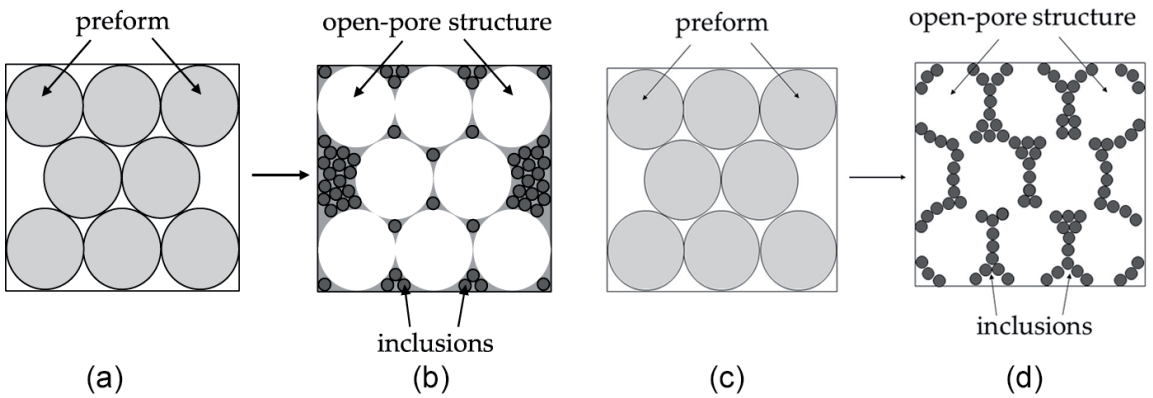 preform
open-pore structure
preform
open-pore structure
inclusions
inclusions
(a)
(b)
(c)
(d)